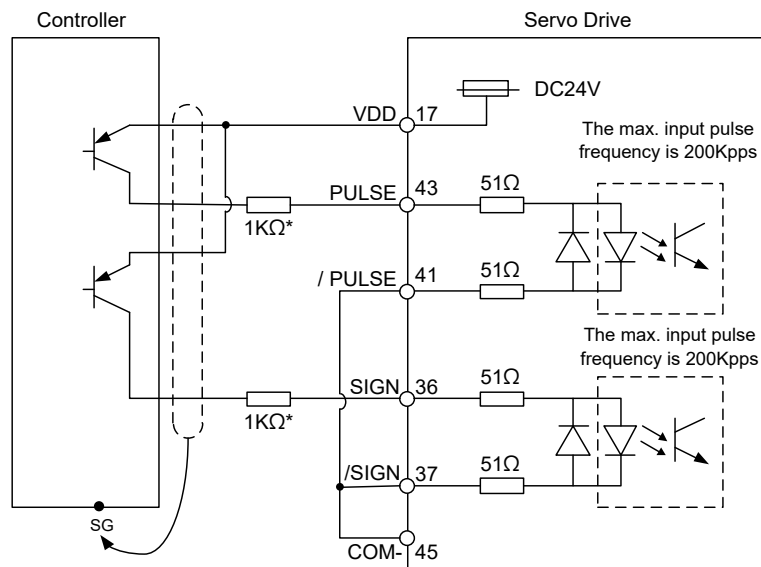 Controller
Servo Drive
DC24V
VDD
17
The max. input pulse
frequency is 200Kpps
PULSE
43
51Ω
1KΩ*
/ PULSE
41
51Ω
The max. input pulse
frequency is 200Kpps
SIGN
36
51Ω
1KΩ*
/SIGN
37
51Ω
SG
COM-
45